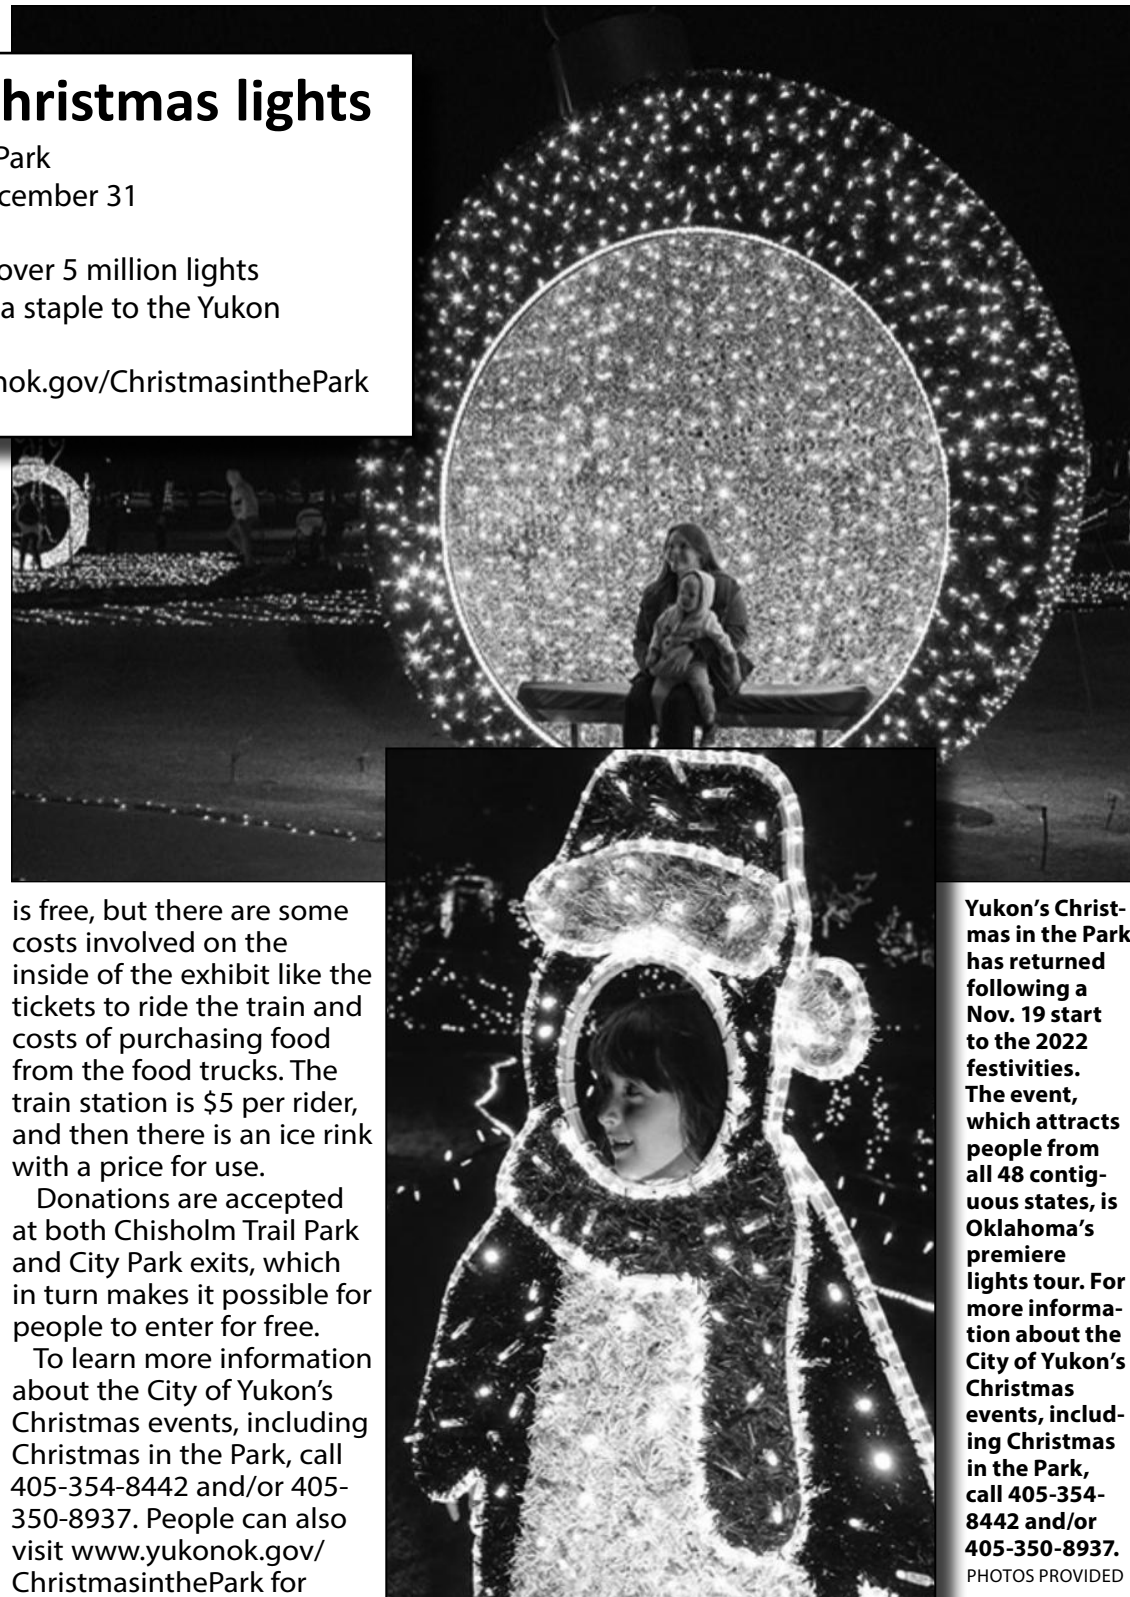 hristmas lights
Park
cember 31
over 5 million lights
a staple to the Yukon
nok.gov/ChristmasinthePark
is free, but there are some
costs involved on the
inside of the exhibit like the
tickets to ride the train and
costs of purchasing food
from the food trucks. The
train station is $5 per rider,
and then there is an ice rink
with a price for use.
Donations are accepted
at both Chisholm Trail Park
and City Park exits, which
in turn makes it possible for
people to enter for free.
To learn more information
about the City of Yukon's
Christmas events, including
Christmas in the Park, call
405-354-8442 and/or 405-
350-8937. People can also
visit www.yukonok.gov/
ChristmasinthePark for
Yukon's Christ-
mas in the Park
has returned
following a
Nov. 19 start
to the 2022
festivities.
The event,
which attracts
people from
all 48 contig-
uous states, is
Oklahoma's
premiere
lights tour. For
more informa-
tion about the
City of Yukon's
Christmas
events, includ-
ing Christmas
in the Park,
call 405-354-
8442 and/or
405-350-8937.
PHOTOS PROVIDED